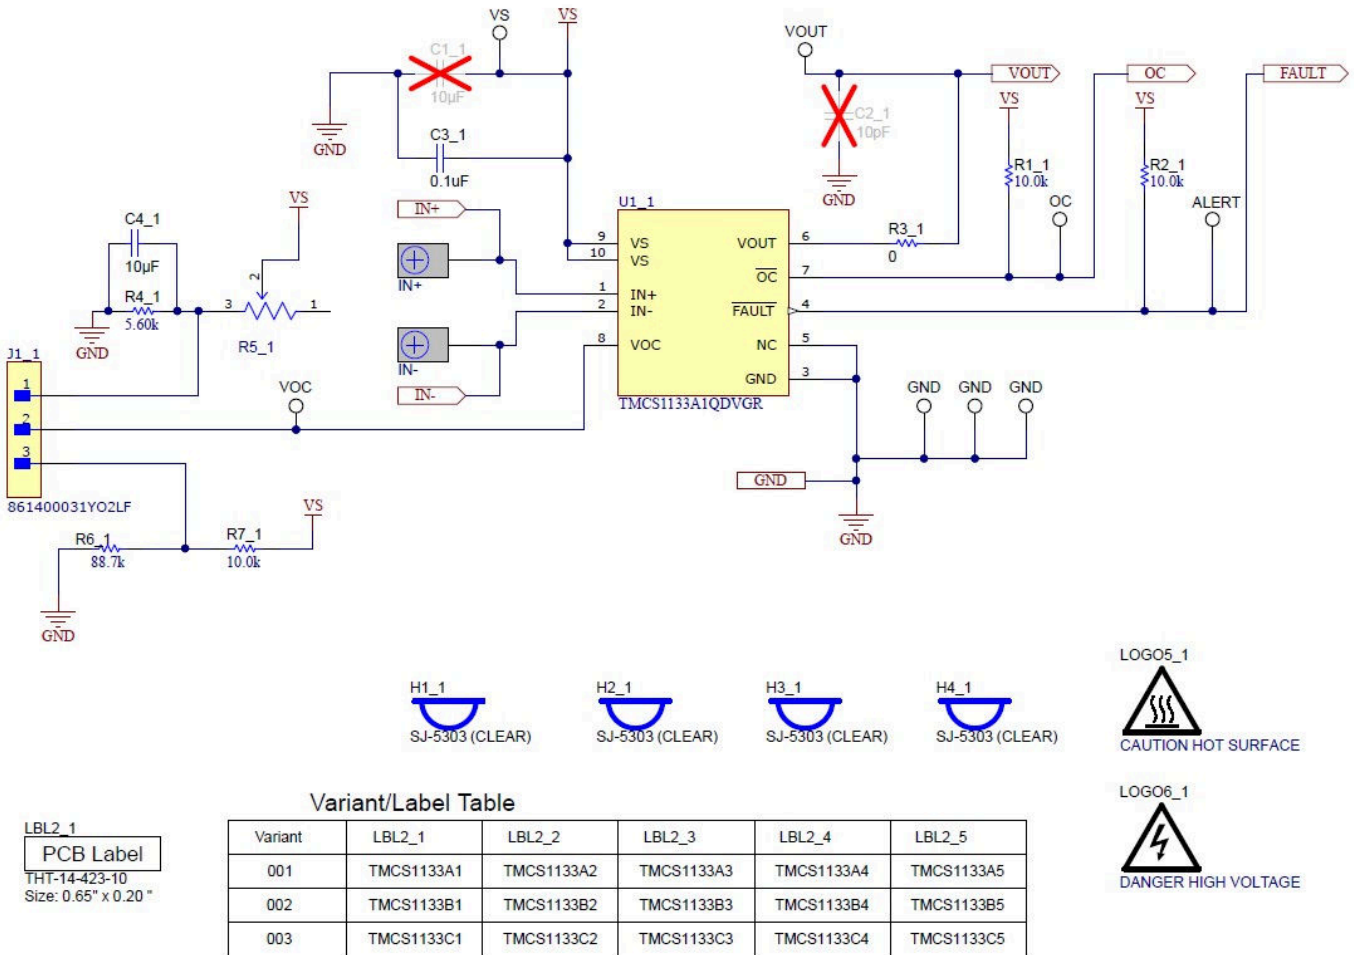 VS
VS
C1_1
10µF
GND
C3_1
0.1uF
VOUT
VOUT
OC
FAULT
C2_1
10pF
GND
VS
R1_1
10.0k
VS
R2_1
10.0k
OC
ALERT
VS
C4_1
10µF
R4_1
5.60k
GND
2
3
1
R5_1
IN+
IN+
IN-
IN-
U1_1
9
VS
10
VS
1
IN+
2
IN-
8
VOC
VOUT
6
OC
7
FAULT
4
NC
5
GND
3
TMCS1133A1QDVGR
R3_1
0
J1_1
1
2
3
861400031YO2LF
VOC
GND
GND
GND
GND
GND
R6_1
88.7k
R7_1
10.0k
VS
GND
H1_1
SJ-5303 (CLEAR)
H2_1
SJ-5303 (CLEAR)
H3_1
SJ-5303 (CLEAR)
H4_1
SJ-5303 (CLEAR)
LOGO5_1
CAUTION HOT SURFACE
LOGO6_1
DANGER HIGH VOLTAGE
LBL2_1
PCB Label
THT-14-423-10
Size: 0.65" x 0.20 "
Variant/Label Table
Variant LBL2_1 LBL2_2 LBL2_3 LBL2_4 LBL2_5
001 TMCS1133A1 TMCS1133A2 TMCS1133A3 TMCS1133A4 TMCS1133A5
002 TMCS1133B1 TMCS1133B2 TMCS1133B3 TMCS1133B4 TMCS1133B5
003 TMCS1133C1 TMCS1133C2 TMCS1133C3 TMCS1133C4 TMCS1133C5